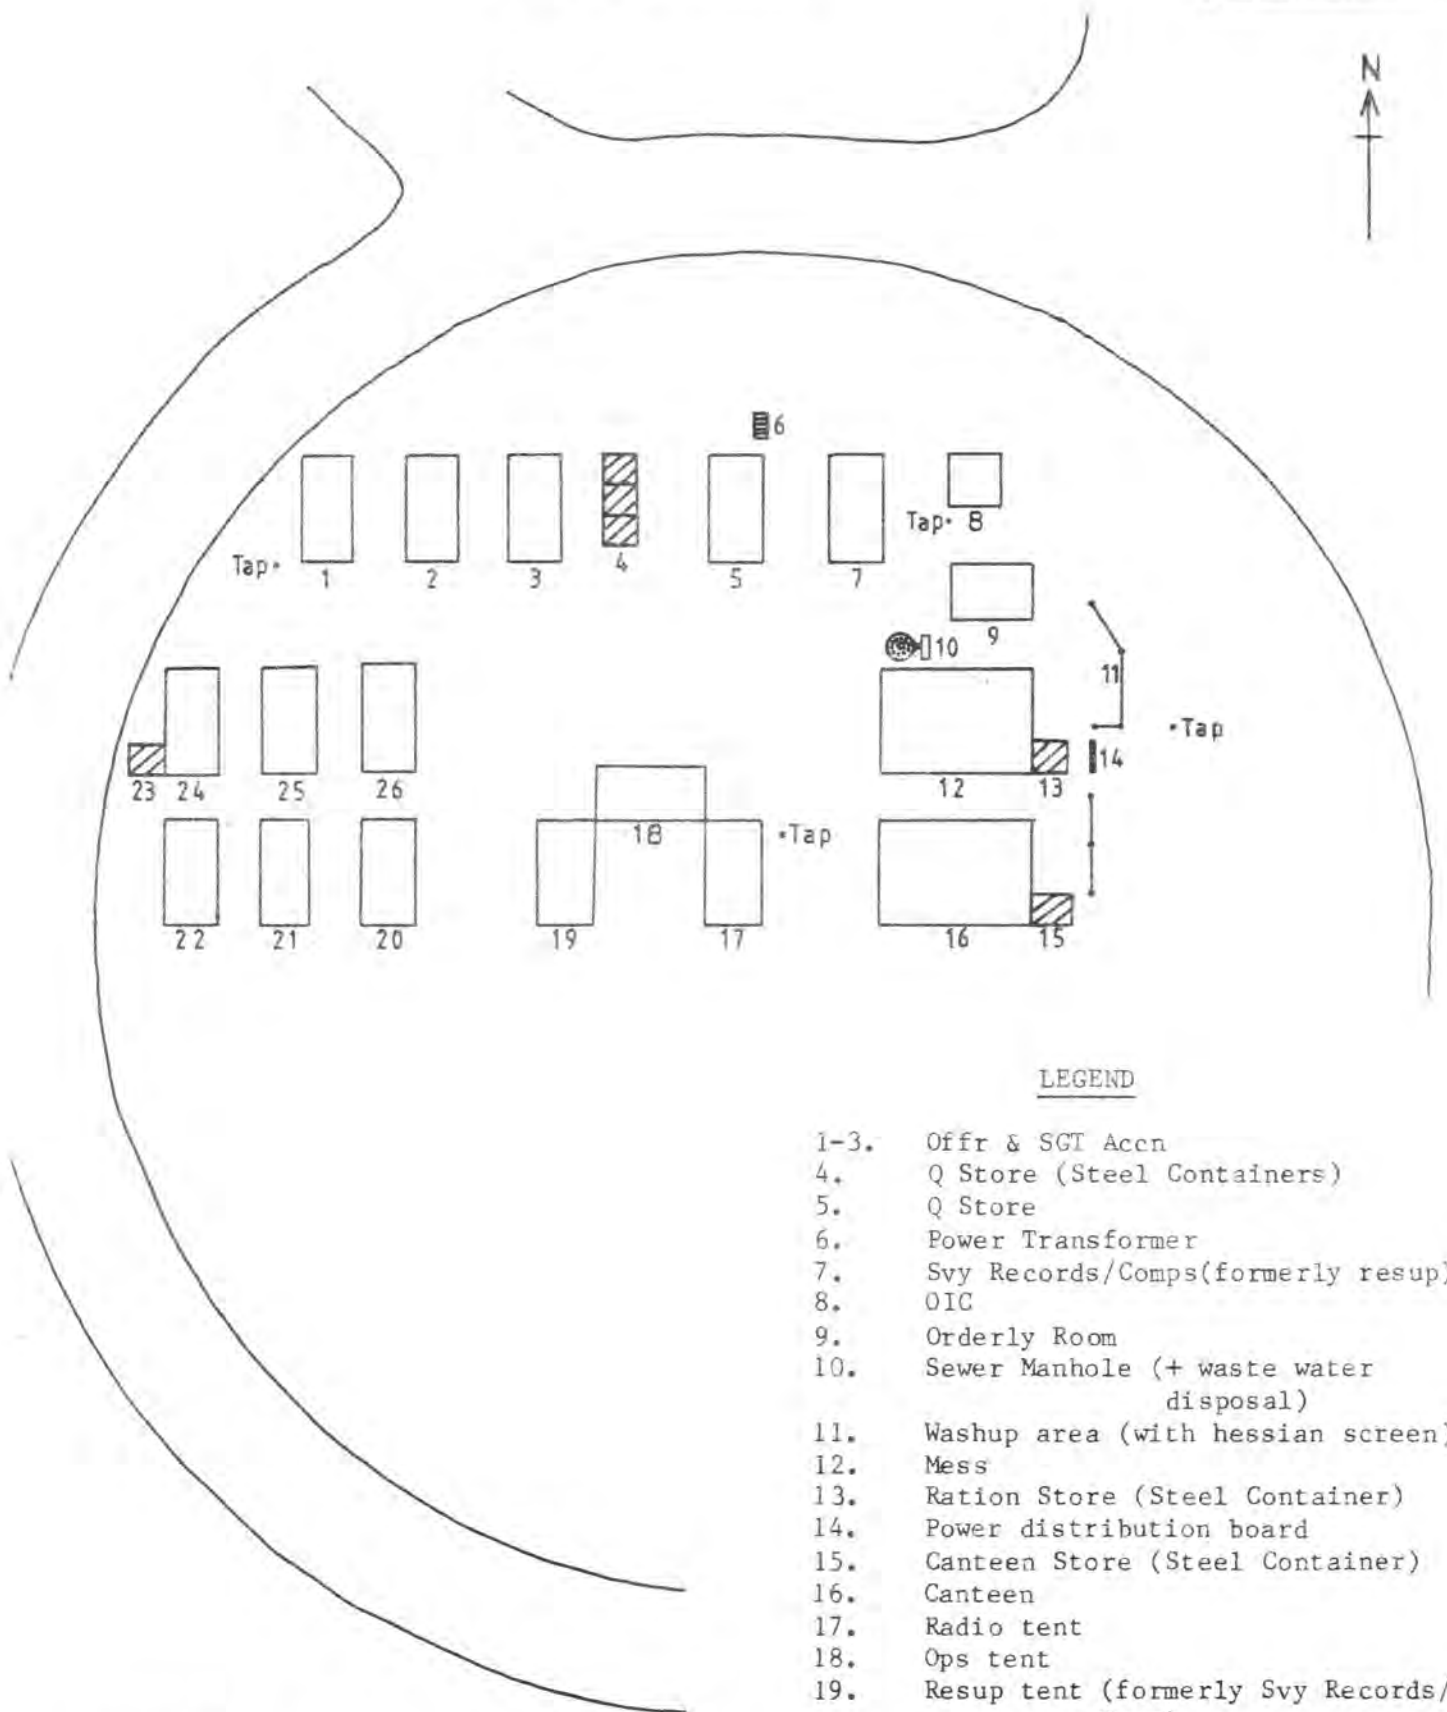 N
6
Tap
8
Tap
1
2
3
4
5
7
9
10
11
Tap
14
23
24
25
26
12
13
18
Tap
22
21
20
19
17
16
15
LEGEND
1-3. Offr & SGT Accn
4. Q Store (Steel Containers)
5. Q Store
6. Power Transformer
7. Svy Records/Comps(formerly resup)
8. OIC
9. Orderly Room
10. Sewer Manhole (+ waste water
disposal)
11. Washup area (with hessian screen)
12. Mess
13. Ration Store (Steel Container)
14. Power distribution board
15. Canteen Store (Steel Container)
16. Canteen
17. Radio tent
18. Ops tent
19. Resup tent (formerly Svy Records/